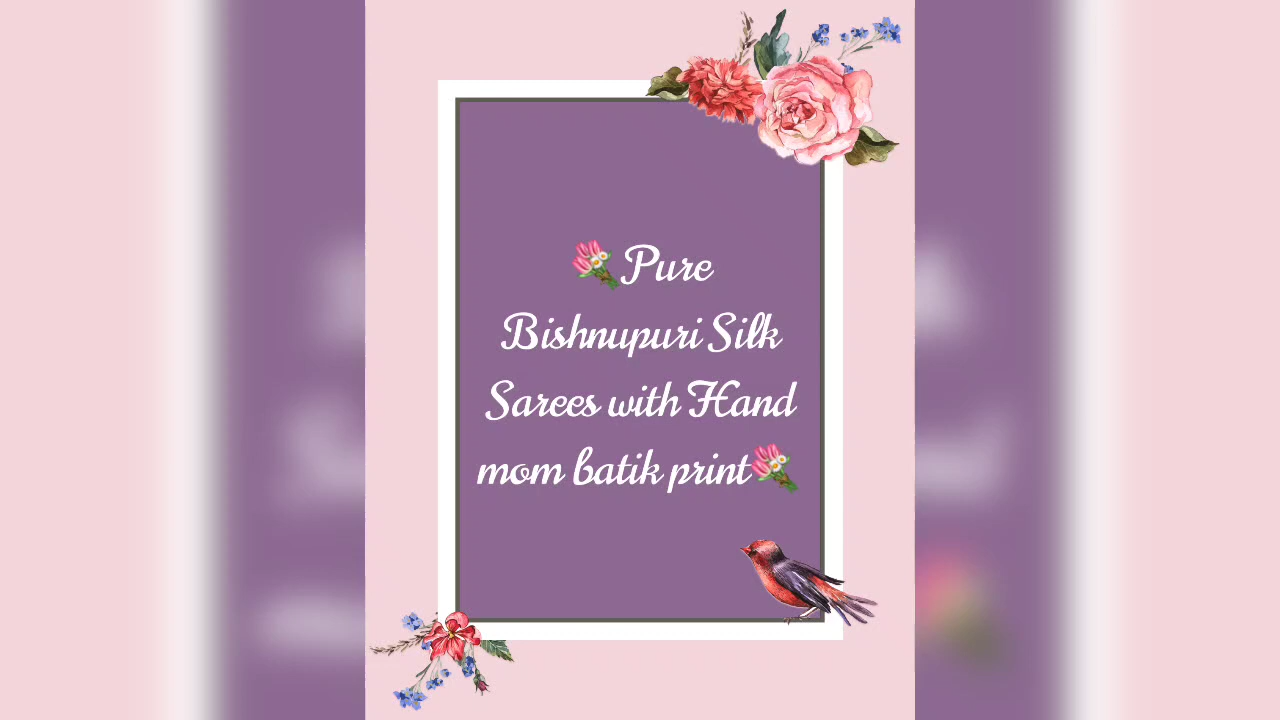 💐Pure
Bishnupuri Silk
Sarees with Hand
mom batik print💐